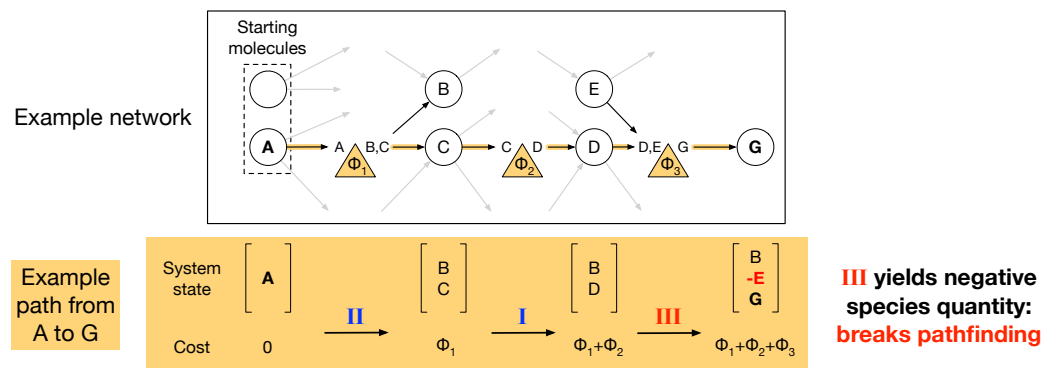 Starting
molecules
B
E
Example network
A
A
B,C
C
C
D
D
D,E
G
G
Φ1
Φ2
Φ3
Example
path from
A to G
System
state
A
B
C
B
D
B
-E
G
II
I
III
Cost
0
Φ1
Φ1+Φ2
Φ1+Φ2+Φ3
III yields negative
species quantity:
breaks pathfinding